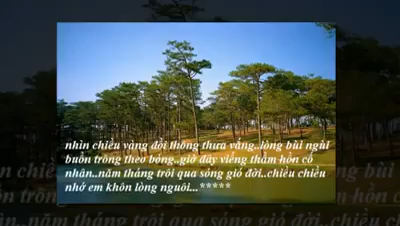 nhìn chiều vàng đồi thông thưa vắng..lòng bùi ngùi
buồn trông theo bóng..giờ đây viếng thăm hồn cố
nhân..năm tháng trôi qua sóng gió đời..chiều chiều
nhớ em khôn lòng nguôi...*****